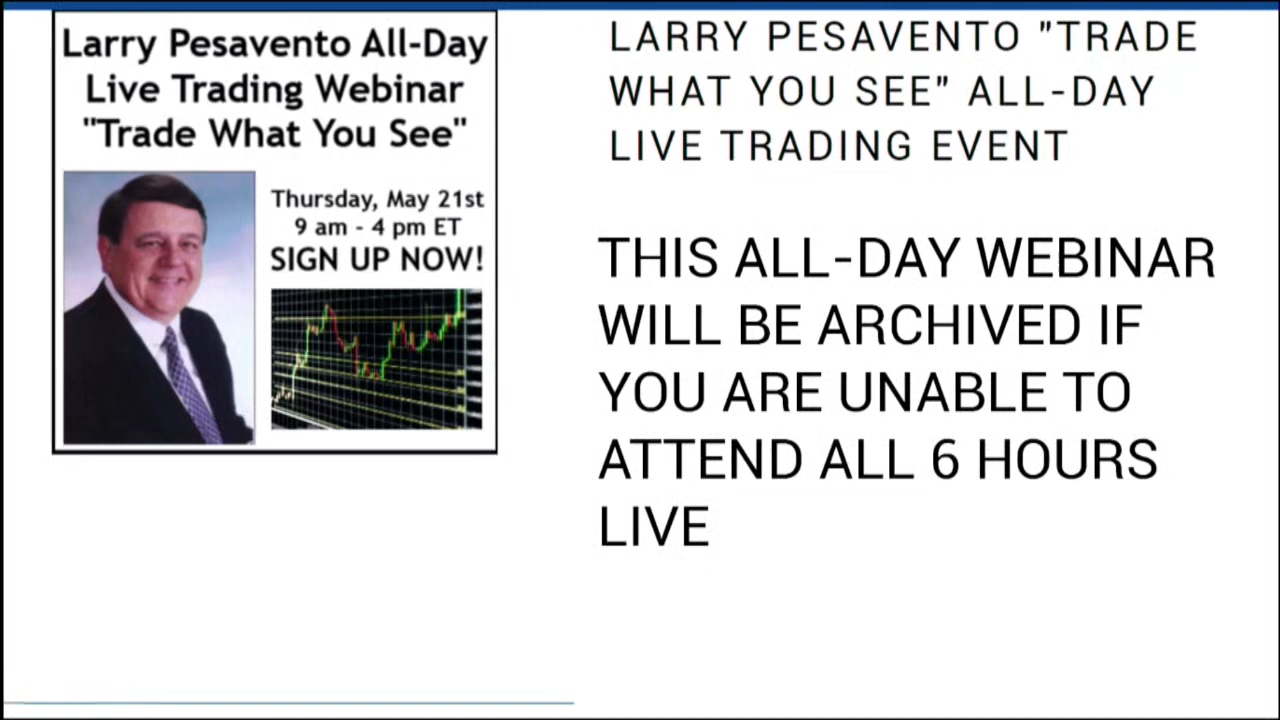 Larry Pesavento All-Day
Live Trading Webinar
"Trade What You See"
Thursday, May 21st
9 am - 4 pm ET
SIGN UP NOW!
LARRY PESAVENTO "TRADE
WHAT YOU SEE" ALL-DAY
LIVE TRADING EVENT
THIS ALL-DAY WEBINAR
WILL BE ARCHIVED IF
YOU ARE UNABLE TO
ATTEND ALL 6 HOURS
LIVE